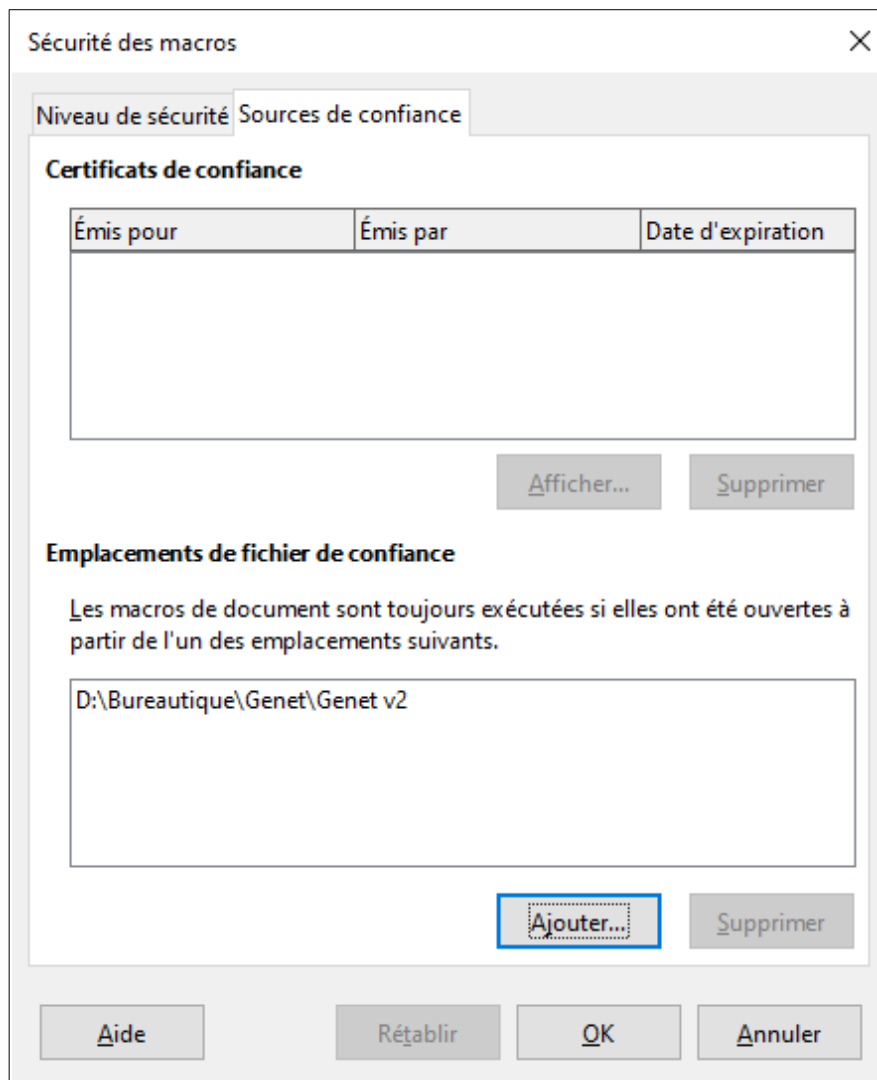 Sécurité des macros
Niveau de sécurité Sources de confiance
Certificats de confiance
Émis pour Émis par Date d'expiration
Afficher... Supprimer
Emplacements de fichier de confiance
Les macros de document sont toujours exécutées si elles ont été ouvertes à
partir de l'un des emplacements suivants.
D:\Bureautique\Genet\Genet v2
Ajouter... Supprimer
Aide Rétablir OK Annuler